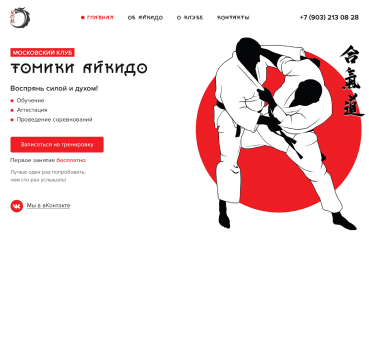 ГЛАВНАЯ
ОБ АЙКИДО
О КЛУБЕ
КОНТАКТЫ
+7 (903) 213 08 28
МОСКОВСКИЙ КЛУБ
ТОМИКИ АЙКИДО
合氣道
Воспрянь силой и духом!
Обучение
Аттестация
Проведение соревнований
Записаться на тренировку
Первое занятие бесплатно
Лучше один раз попробовать,
чем сто раз услышать!
Мы в вКонтакте